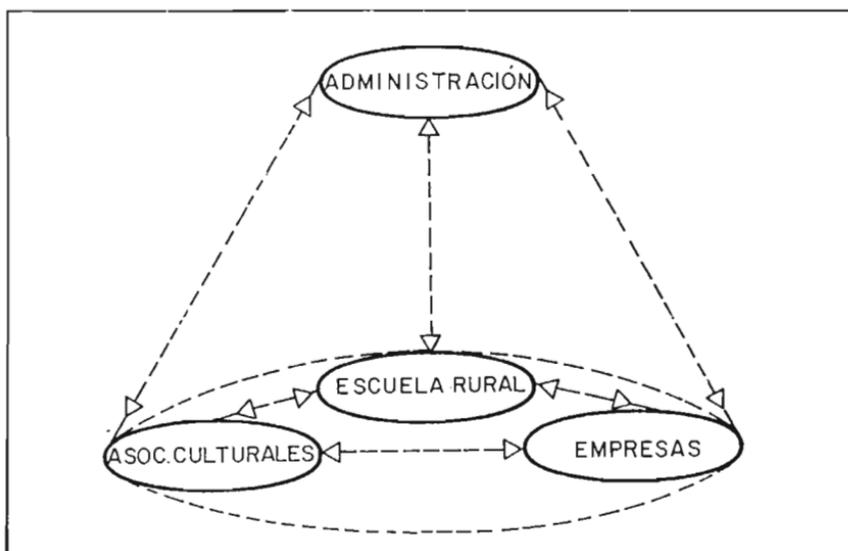 ADMINISTRACIÓN
ESCUELA RURAL
ASOC. CULTURALES
EMPRESAS